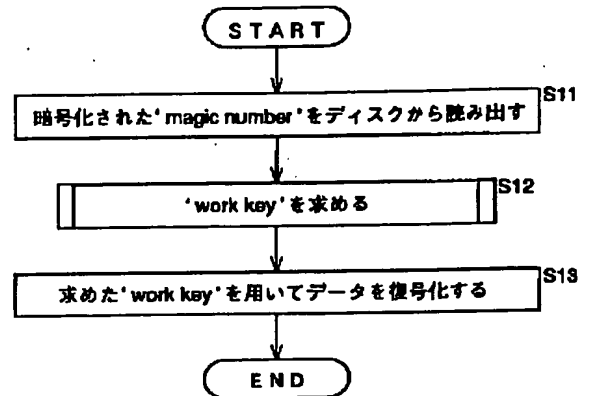 START
S11
暗号化された‘magic number’をディスクから読み出す
S12
‘work key’を求める
S13
求めた‘work key’を用いてデータを復号化する
END